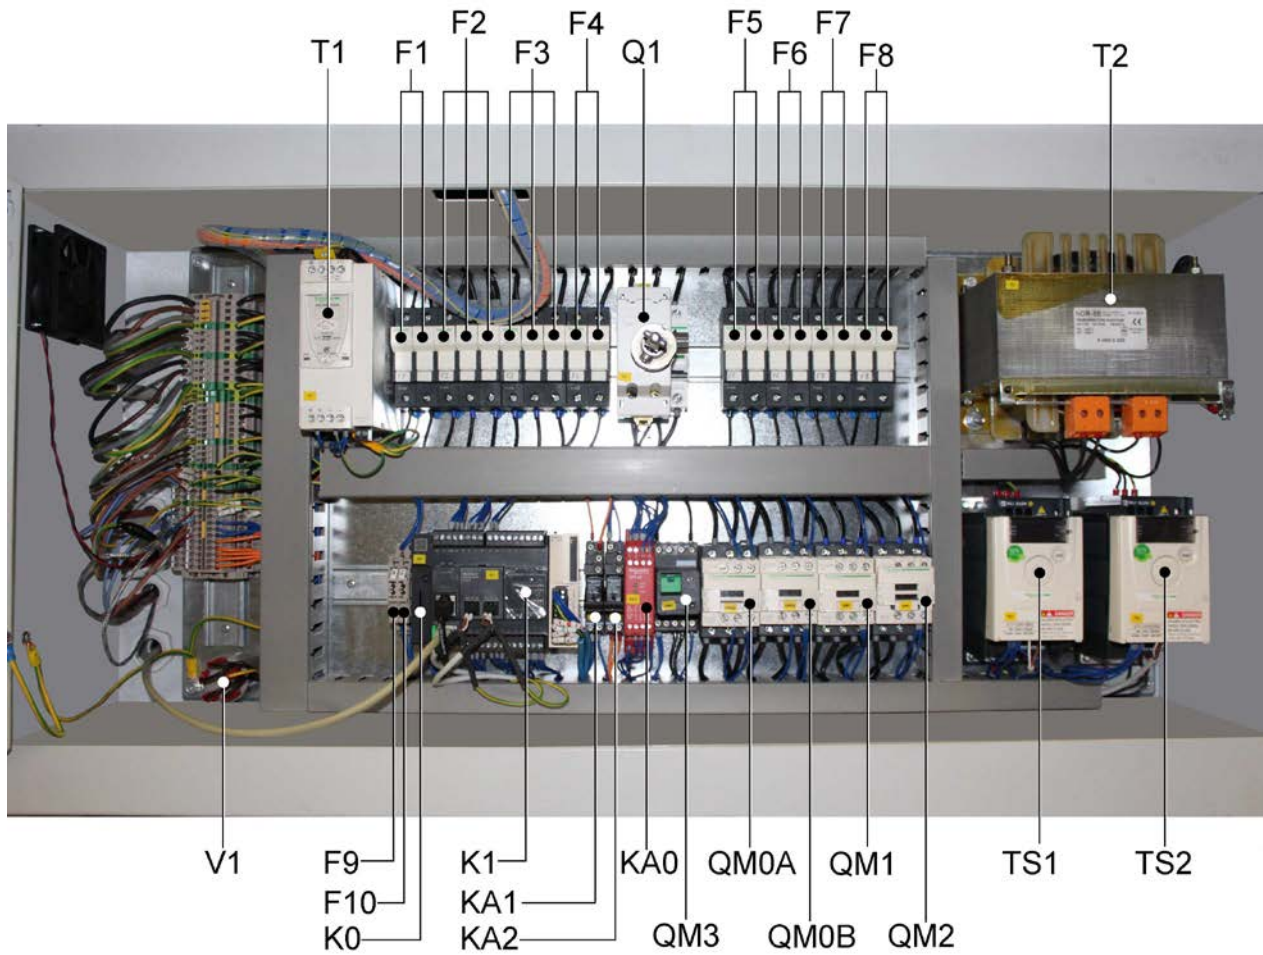 F2 F4 F5 F7
T1 F1 F3 Q1 F6 F8 T2
V1 F9 K1 KA0 QM0A QM1 TS1 TS2
F10 KA1
K0 KA2 QM3 QM0B QM2